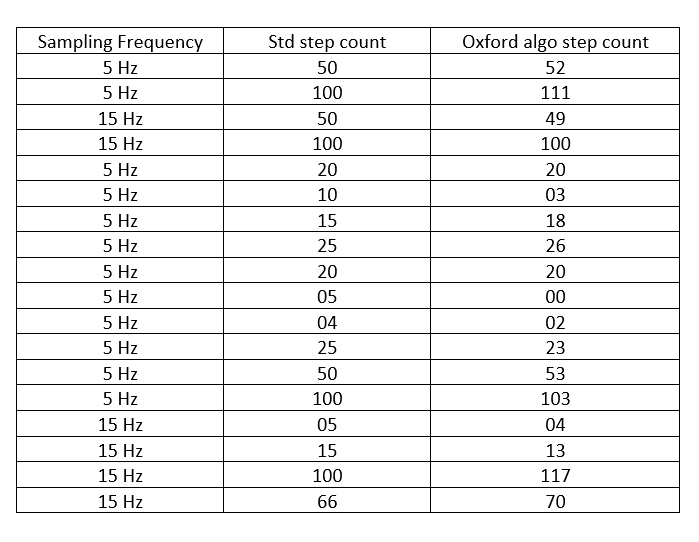 Sampling Frequency Std step count Oxford algo step count
5 Hz 50 52
5 Hz 100 111
15 Hz 50 49
15 Hz 100 100
5 Hz 20 20
5 Hz 10 03
5 Hz 15 18
5 Hz 25 26
5 Hz 20 20
5 Hz 05 00
5 Hz 04 02
5 Hz 25 23
5 Hz 50 53
5 Hz 100 103
15 Hz 05 04
15 Hz 15 13
15 Hz 100 117
15 Hz 66 70